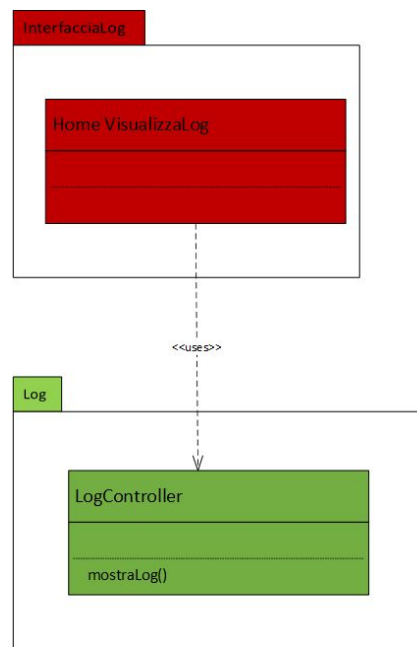 InterfacciaLog
Home VisualizzaLog
<<uses>>
Log
LogController
mostraLog()